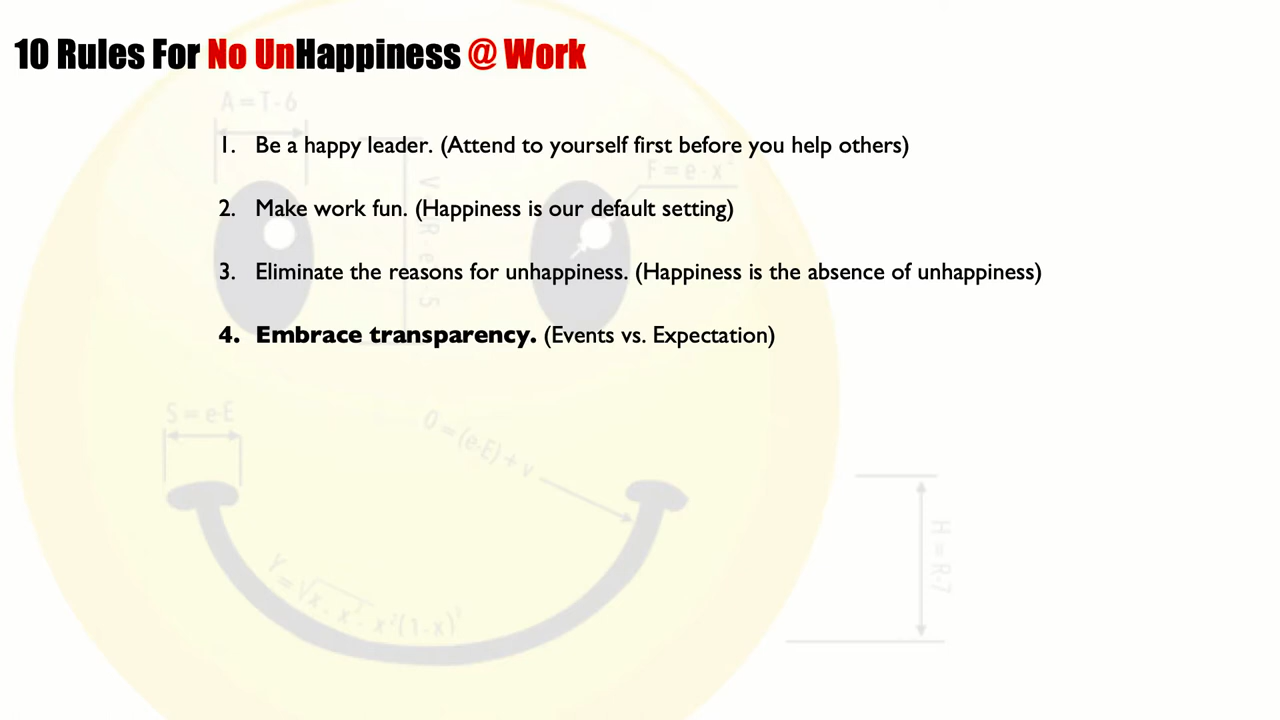 10 Rules For No UnHappiness @ Work
A = T - 6
1. Be a happy leader. (Attend to yourself first before you help others)
F = e - x
2. Make work fun. (Happiness is our default setting)
3. Eliminate the reasons for unhappiness. (Happiness is the absence of unhappiness)
4. Embrace transparency. (Events vs. Expectation)
S = e-E
O = (e-E) + v
H = R-7